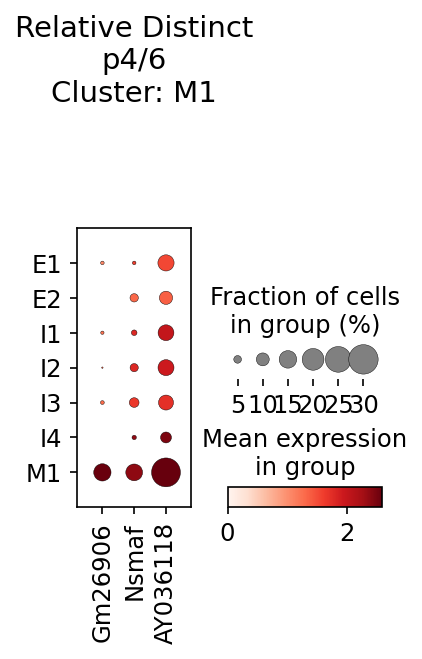 Relative Distinct
p4/6
Cluster: M1
E1
E2
I1
I2
I3
I4
M1
Gm26906
Nsmaf
AY036118
Fraction of cells
in group (%)
5 10 15 20 25 30
Mean expression
in group
0 2